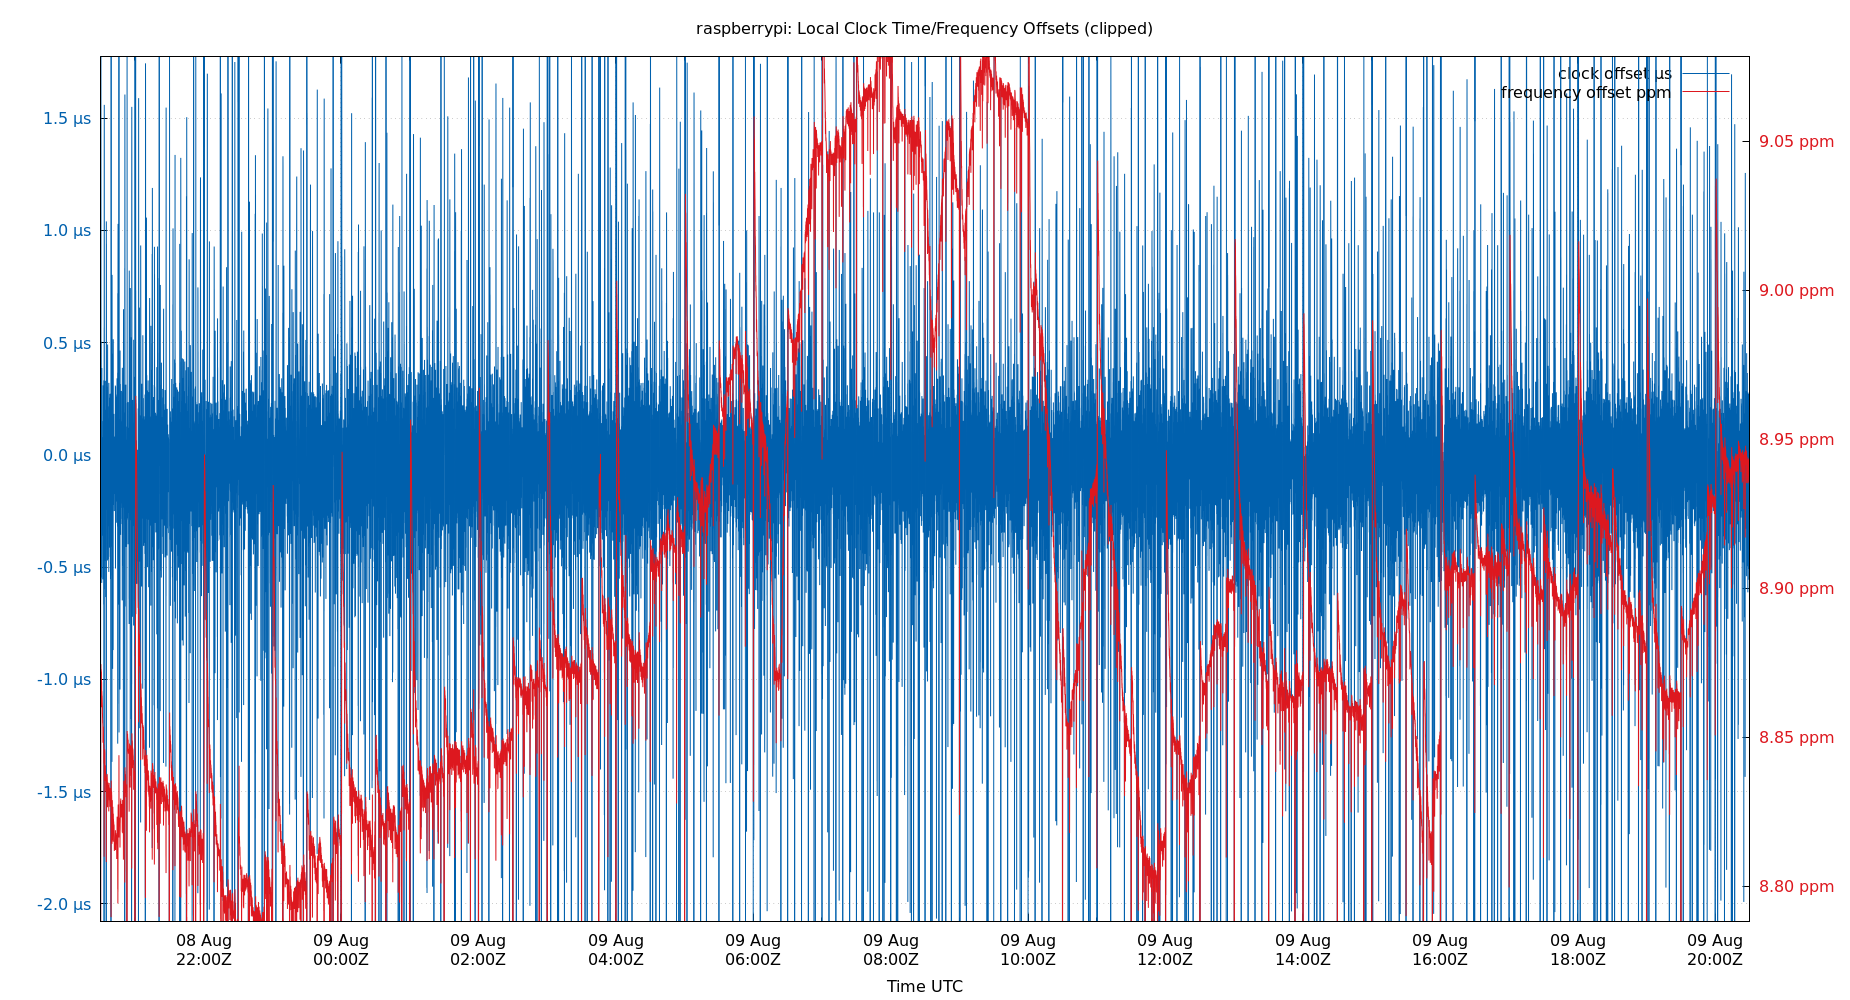 raspberrypi: Local Clock Time/Frequency Offsets (clipped)
clock offset µs
frequency offset ppm
1.5 µs
1.0 µs
0.5 µs
0.0 µs
-0.5 µs
-1.0 µs
-1.5 µs
-2.0 µs
9.05 ppm
9.00 ppm
8.95 ppm
8.90 ppm
8.85 ppm
8.80 ppm
08 Aug 09 Aug 09 Aug 09 Aug 09 Aug 09 Aug 09 Aug 09 Aug 09 Aug 09 Aug 09 Aug 09 Aug
22:00Z 00:00Z 02:00Z 04:00Z 06:00Z 08:00Z 10:00Z 12:00Z 14:00Z 16:00Z 18:00Z 20:00Z
Time UTC